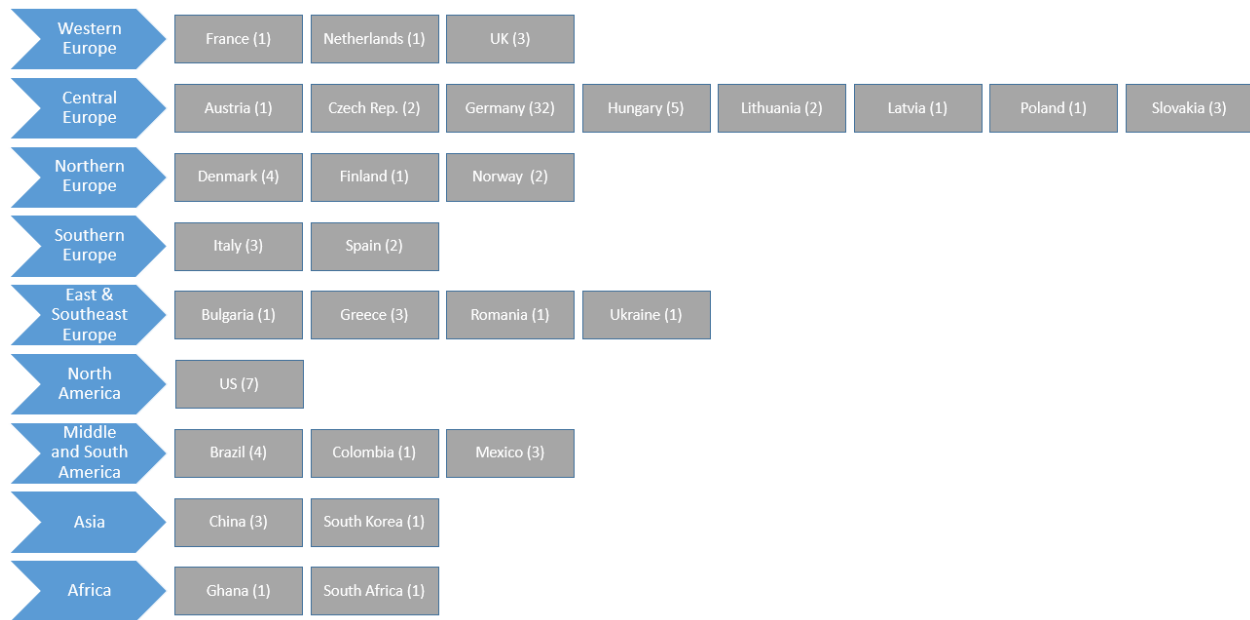 Western
Europe
France (1)
Netherlands (1)
UK (3)
Central
Europe
Austria (1)
Czech Rep. (2)
Germany (32)
Hungary (5)
Lithuania (2)
Latvia (1)
Poland (1)
Slovakia (3)
Northern
Europe
Denmark (4)
Finland (1)
Norway (2)
Southern
Europe
Italy (3)
Spain (2)
East &
Southeast
Europe
Bulgaria (1)
Greece (3)
Romania (1)
Ukraine (1)
North
America
US (7)
Middle
and South
America
Brazil (4)
Colombia (1)
Mexico (3)
Asia
China (3)
South Korea (1)
Africa
Ghana (1)
South Africa (1)